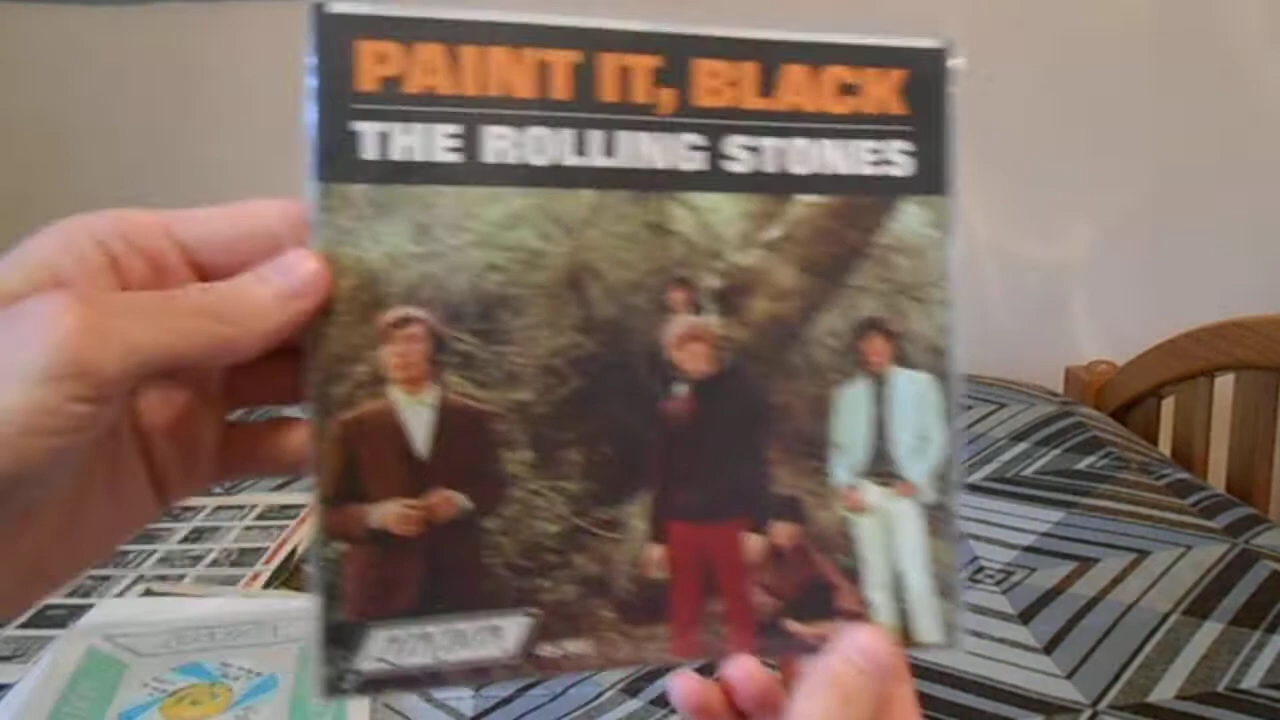 PAINT IT, BLACK
THE ROLLING STONES